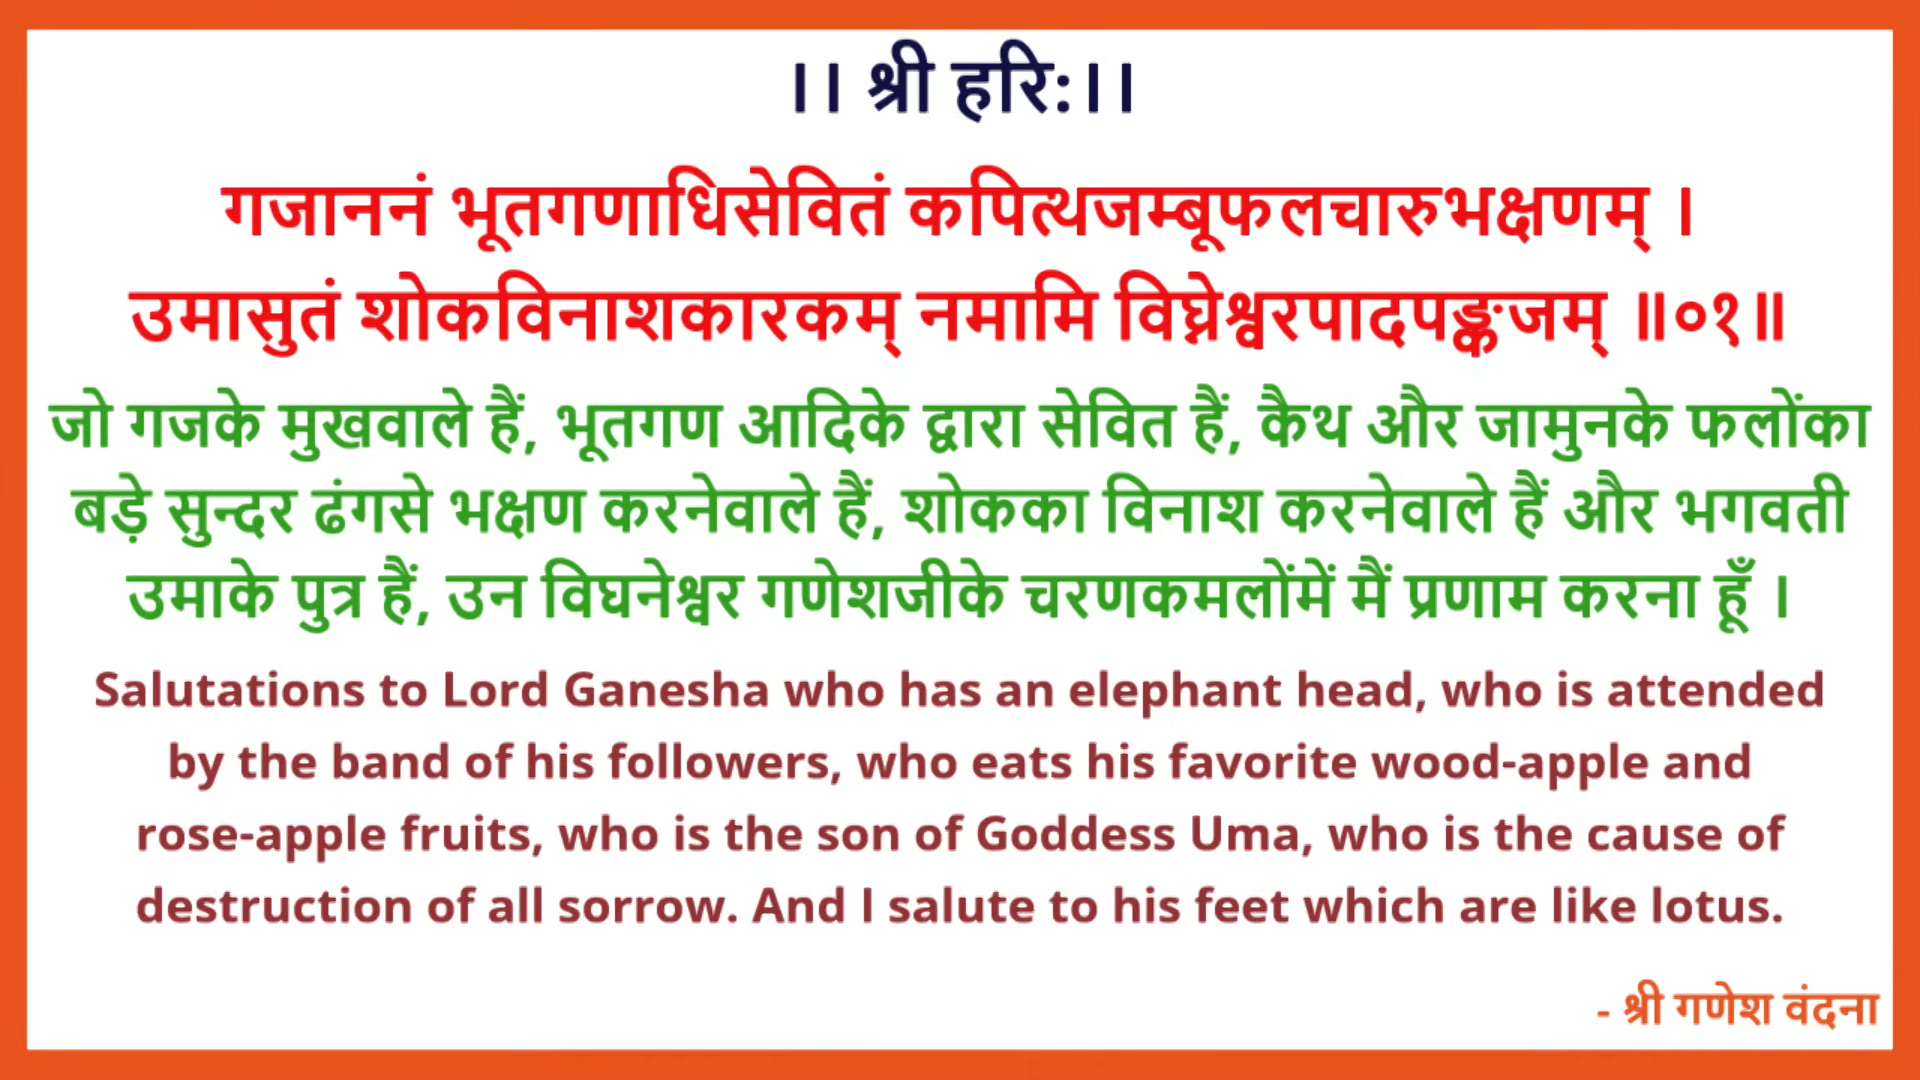 ।। श्री हरि:।।
गजाननं भूतगणाधिसेवितं कपित्थजम्बूफलचारुभक्षणम् ।
उमासुतं शोकविनाशकारकम् नमामि विघ्नेश्वरपादपङ्कजम् ॥०१॥
जो गजके मुखवाले हैं, भूतगण आदिके द्वारा सेवित हैं, कैथ और जामुनके फलोंका
बड़े सुन्दर ढंगसे भक्षण करनेवाले हैं, शोकका विनाश करनेवाले हैं और भगवती
उमाके पुत्र हैं, उन विघनेश्वर गणेशजीके चरणकमलोंमें मैं प्रणाम करना हूँ ।
Salutations to Lord Ganesha who has an elephant head, who is attended
by the band of his followers, who eats his favorite wood-apple and
rose-apple fruits, who is the son of Goddess Uma, who is the cause of
destruction of all sorrow. And I salute to his feet which are like lotus.
- श्री गणेश वंदना